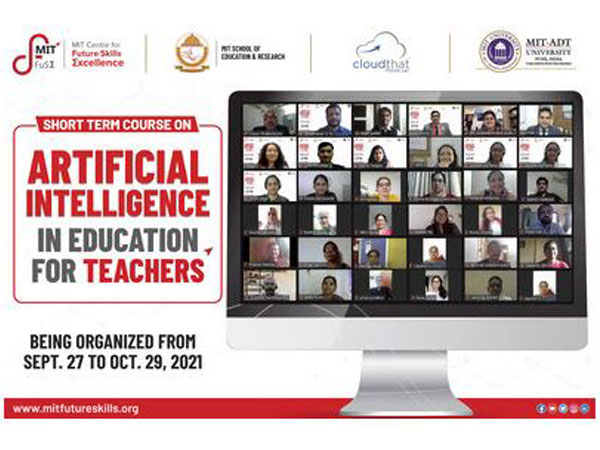 MIT
FuSΣ
MIT Centre for
Future Skills
Σxcellence
MIT SCHOOL OF
EDUCATION & RESEARCH
cloudthat
MIT-ADT
UNIVERSITY
PUNE, INDIA
SHORT TERM COURSE ON
ARTIFICIAL
INTELLIGENCE
IN EDUCATION
FOR TEACHERS
BEING ORGANIZED FROM
SEPT. 27 TO OCT. 29, 2021
www.mitfutureskills.org